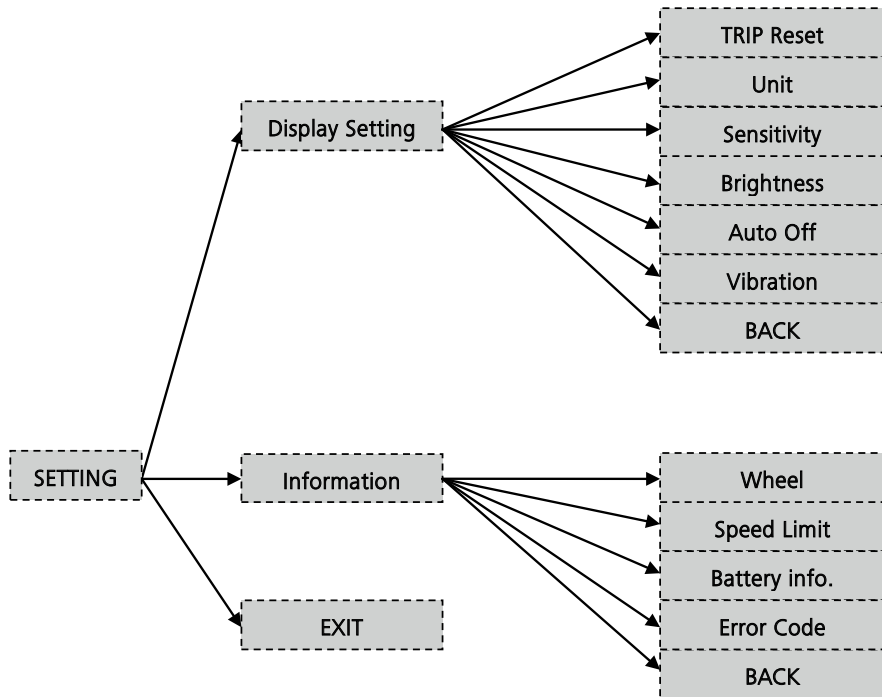 TRIP Reset
Unit
Display Setting
Sensitivity
Brightness
Auto Off
Vibration
BACK
SETTING
Information
Wheel
Speed Limit
Battery info.
EXIT
Error Code
BACK